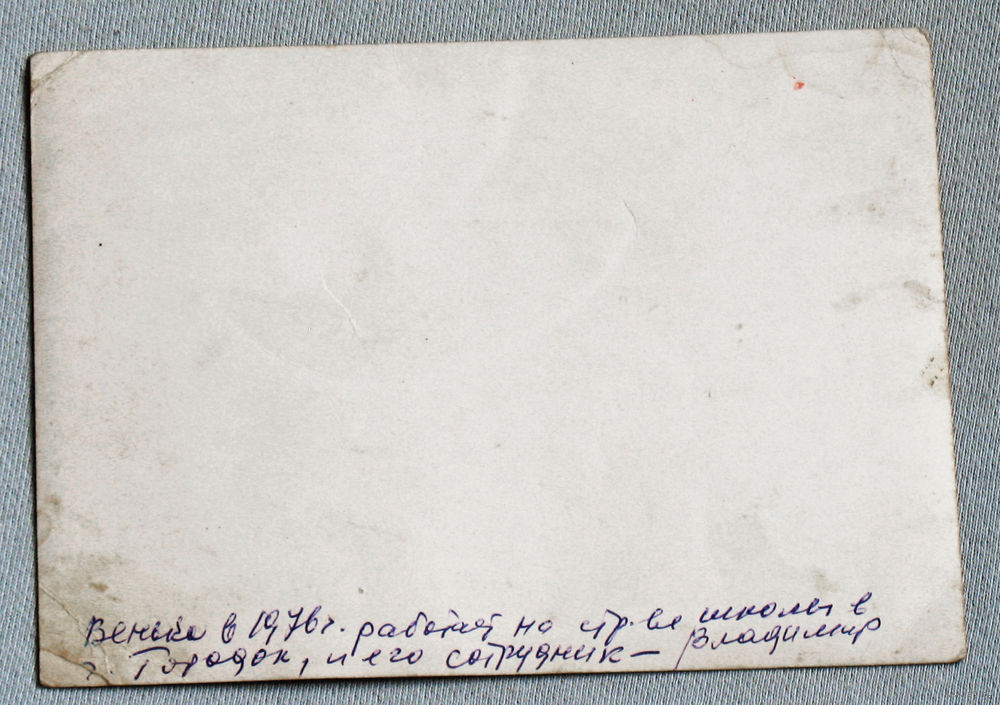 Венька в 1976г. работает на стр-ве школы в
г. Городок, и его сотрудник — Владимир